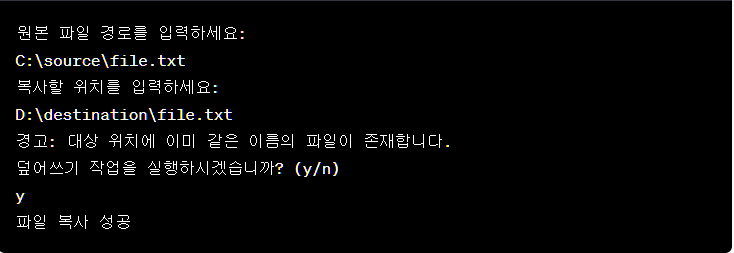 원본 파일 경로를 입력하세요:
C:\source\file.txt
복사할 위치를 입력하세요:
D:\destination\file.txt
경고: 대상 위치에 이미 같은 이름의 파일이 존재합니다.
덮어쓰기 작업을 실행하시겠습니까? (y/n)
y
파일 복사 성공